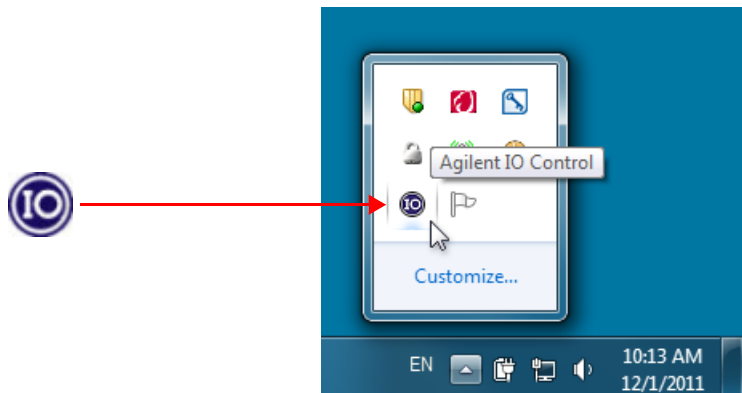 IO
Agilent IO Control
IO
Customize...
EN
10:13 AM
12/1/2011